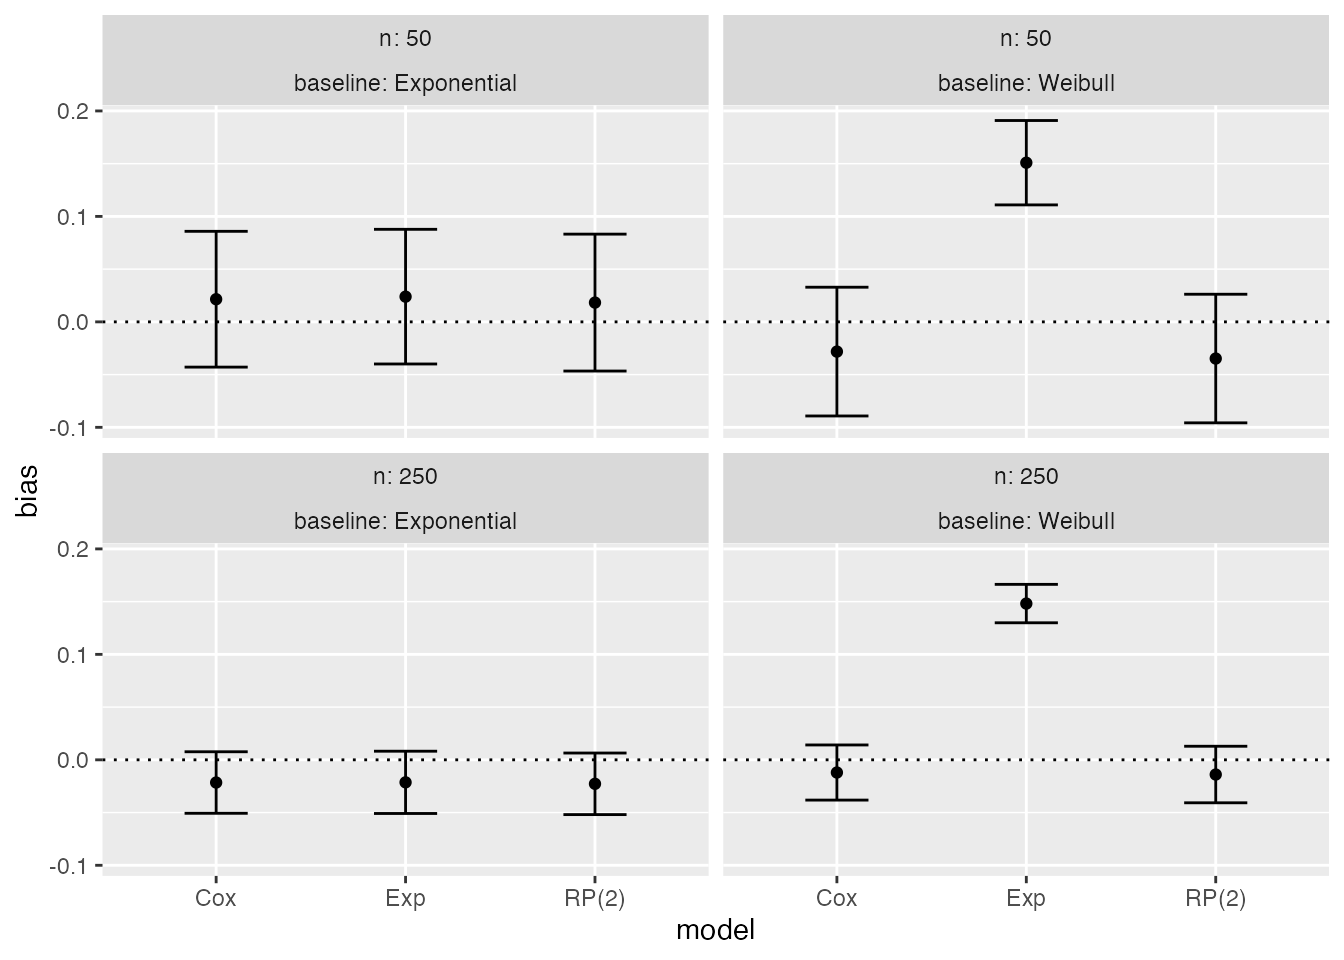 n: 50
baseline: Exponential
n: 50
baseline: Weibull
0.2
0.1
0.0
-0.1
n: 250
baseline: Exponential
n: 250
baseline: Weibull
0.2
0.1
0.0
-0.1
bias
Cox Exp RP(2) Cox Exp RP(2)
model